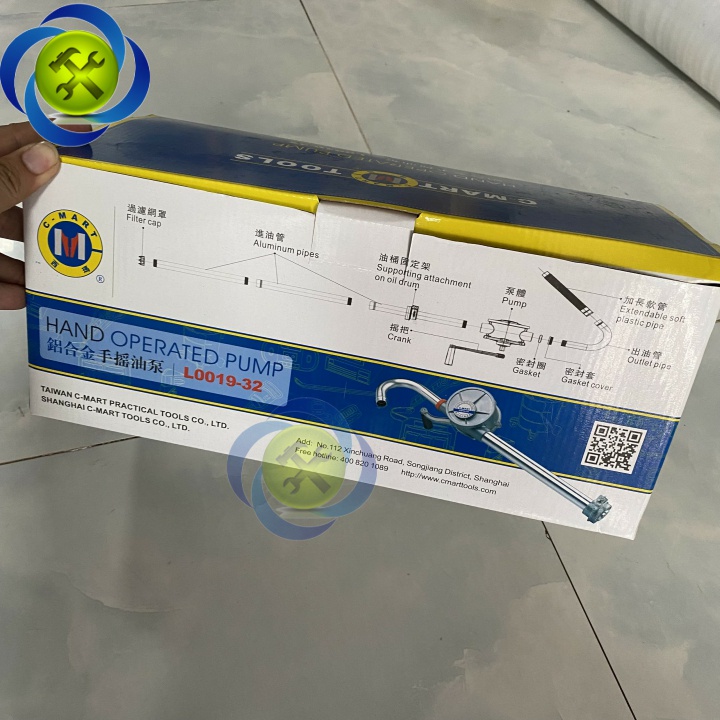 C-MART TOOLS
C-MART
西瑪
®
過濾網罩
Filter cap
進油管
Aluminum pipes
油桶固定架
Supporting attachment
on oil drum
搖把
Crank
泵體
Pump
加長軟管
Extendable soft
plastic pipe
出油管
Outlet pipe
密封圈
Gasket
密封套
Gasket cover
HAND OPERATED PUMP
鋁合金手摇油泵 L0019-32
TAIWAN C-MART PRACTICAL TOOLS CO., LTD.
SHANGHAI C-MART TOOLS CO., LTD.
Add: No.112 Xinchuang Road, Songjiang District, Shanghai
Free hotline: 400 820 1089 http://www.cmarttools.com